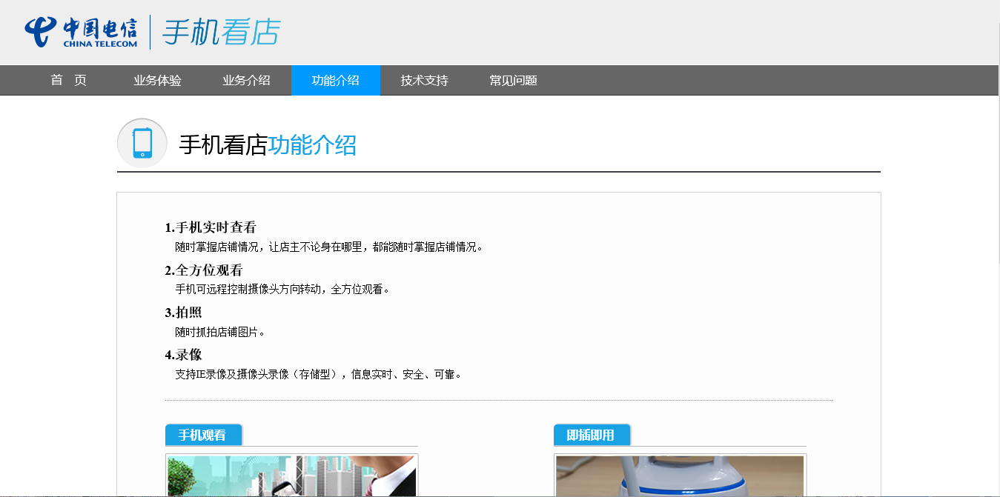 中国电信 手机看店
CHINA TELECOM
首 页 业务体验 业务介绍 功能介绍 技术支持 常见问题
手机看店功能介绍
1.手机实时查看
随时掌握店铺情况，让店主不论身在哪里，都能随时掌握店铺情况。
2.全方位观看
手机可远程控制摄像头方向转动，全方位观看。
3.拍照
随时抓拍店铺图片。
4.录像
支持IE录像及摄像头录像（存储型），信息实时、安全、可靠。
手机观看 即插即用